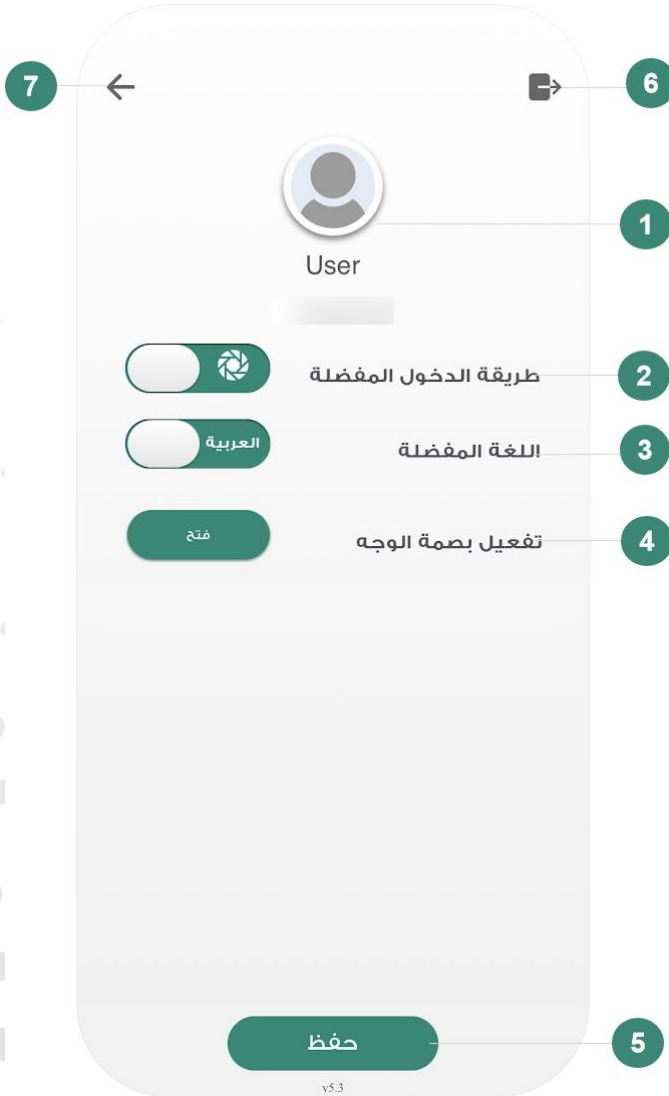 7
6
1
User
طريقة الدخول المفضلة
2
اللغة المفضلة
العربية
3
تفعيل بصمة الوجه
فتح
4
حفظ
5
v5.3